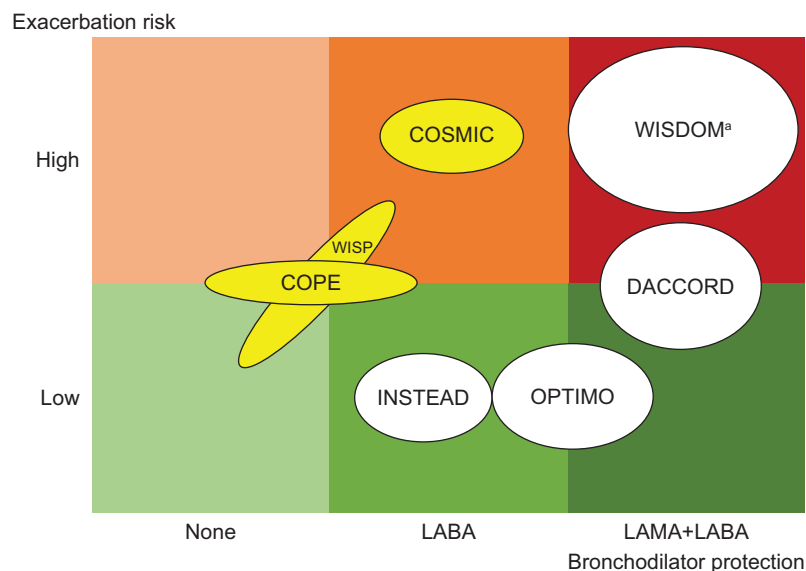 Exacerbation risk
High
COSMIC
WISDOMᵃ
WISP
COPE
DACCORD
Low
INSTEAD
OPTIMO
None
LABA
LAMA+LABA
Bronchodilator protection